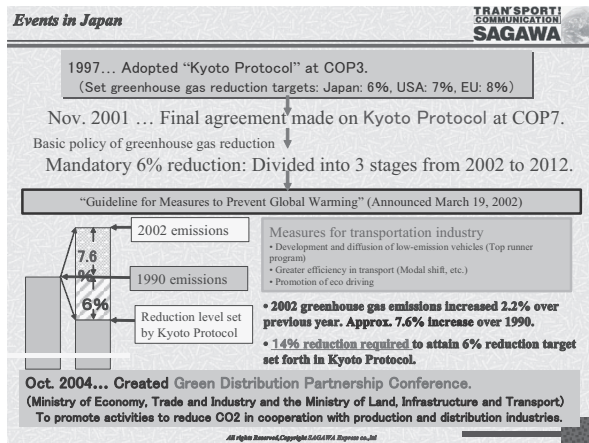 Events in Japan
TRAN'SPORT!
COMMUNICATION
SAGAWA
1997... Adopted “Kyoto Protocol” at COP3.
(Set greenhouse gas reduction targets: Japan: 6%, USA: 7%, EU: 8%)
Nov. 2001 … Final agreement made on Kyoto Protocol at COP7.
Basic policy of greenhouse gas reduction
Mandatory 6% reduction: Divided into 3 stages from 2002 to 2012.
“Guideline for Measures to Prevent Global Warming” (Announced March 19, 2002)
2002 emissions
7.6
%
1990 emissions
6%
Reduction level set
by Kyoto Protocol
Measures for transportation industry
• Development and diffusion of low-emission vehicles (Top runner
program)
• Greater efficiency in transport (Modal shift, etc.)
• Promotion of eco driving
• 2002 greenhouse gas emissions increased 2.2% over
previous year. Approx. 7.6% increase over 1990.
• 14% reduction required to attain 6% reduction target
set forth in Kyoto Protocol.
Oct. 2004... Created Green Distribution Partnership Conference.
(Ministry of Economy, Trade and Industry and the Ministry of Land, Infrastructure and Transport)
To promote activities to reduce CO2 in cooperation with production and distribution industries.
All rights Reserved,Copyright SAGAWA Express co.,ltd